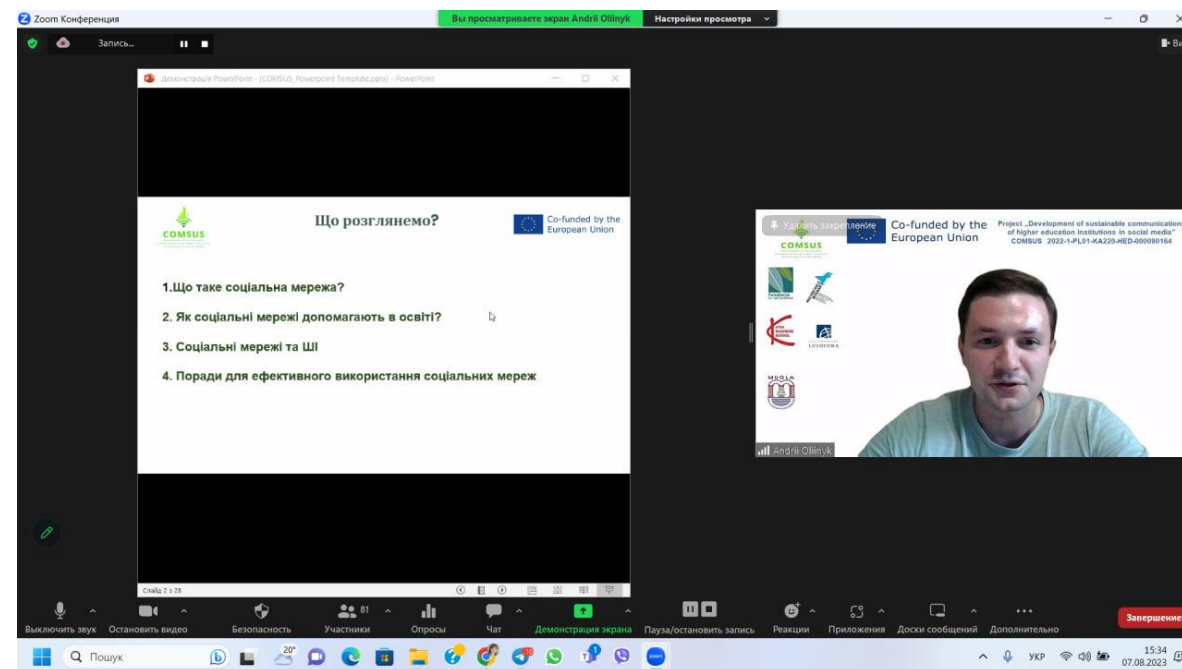 Zoom Конференция
Вы просматриваете экран Andrii Oliinyk
Настройки просмотра
Запись...
Демонстрація PowerPoint - [COMSUS_Powerpoint Template.pptx] - PowerPoint
COMSUS
Що розглянемо?
Co-funded by the
European Union
1.Що таке соціальна мережа?
2. Як соціальні мережі допомагають в освіті?
3. Соціальні мережі та ШІ
4. Поради для ефективного використання соціальних мереж
Слайд 2 з 28
Удалить закрепление
COMSUS
Co-funded by the
European Union
Project „Development of sustainable communication
of higher education institutions in social media"
COMSUS 2022-1-PL01-KA220-HED-000090164
LUSÓFONA
MUGLA
Andrii Oliinyk
Выключить звук
Остановить видео
Безопасность
81
Участники
Опросы
Чат
Демонстрация экрана
Пауза/остановить запись
Реакции
Приложения
Доски сообщений
Дополнительно
Завершение
Пошук
20°
УКР
15:34
07.08.2023